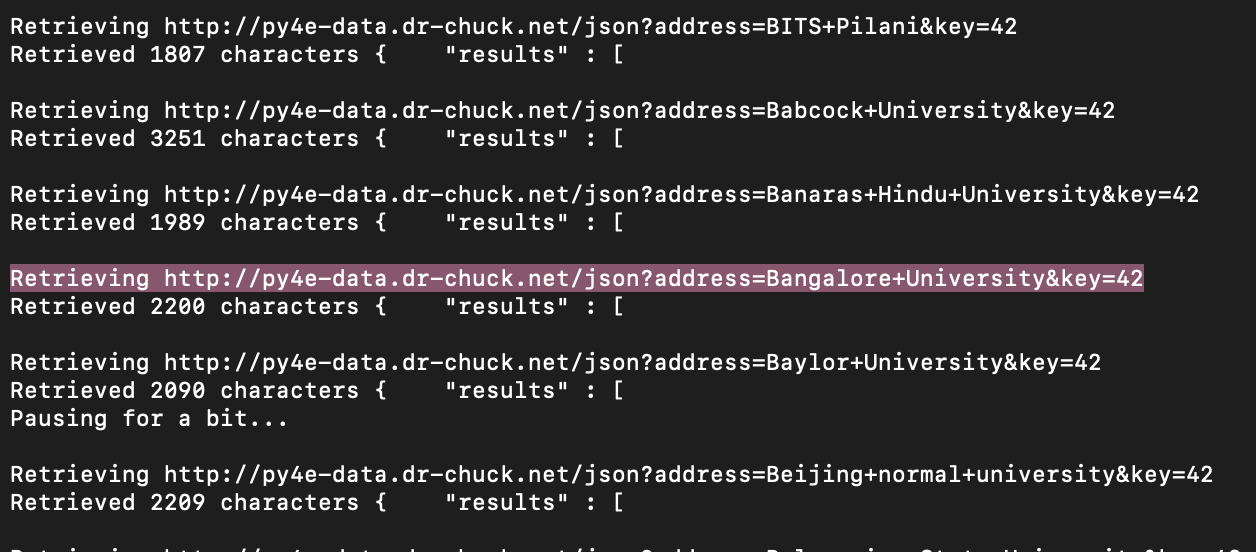 Retrieving http://py4e-data.dr-chuck.net/json?address=BITS+Pilani&key=42
Retrieved 1807 characters {    "results" : [
Retrieving http://py4e-data.dr-chuck.net/json?address=Babcock+University&key=42
Retrieved 3251 characters {    "results" : [
Retrieving http://py4e-data.dr-chuck.net/json?address=Banaras+Hindu+University&key=42
Retrieved 1989 characters {    "results" : [
Retrieving http://py4e-data.dr-chuck.net/json?address=Bangalore+University&key=42
Retrieved 2200 characters {    "results" : [
Retrieving http://py4e-data.dr-chuck.net/json?address=Baylor+University&key=42
Retrieved 2090 characters {    "results" : [
Pausing for a bit...
Retrieving http://py4e-data.dr-chuck.net/json?address=Beijing+normal+university&key=42
Retrieved 2209 characters {    "results" : [